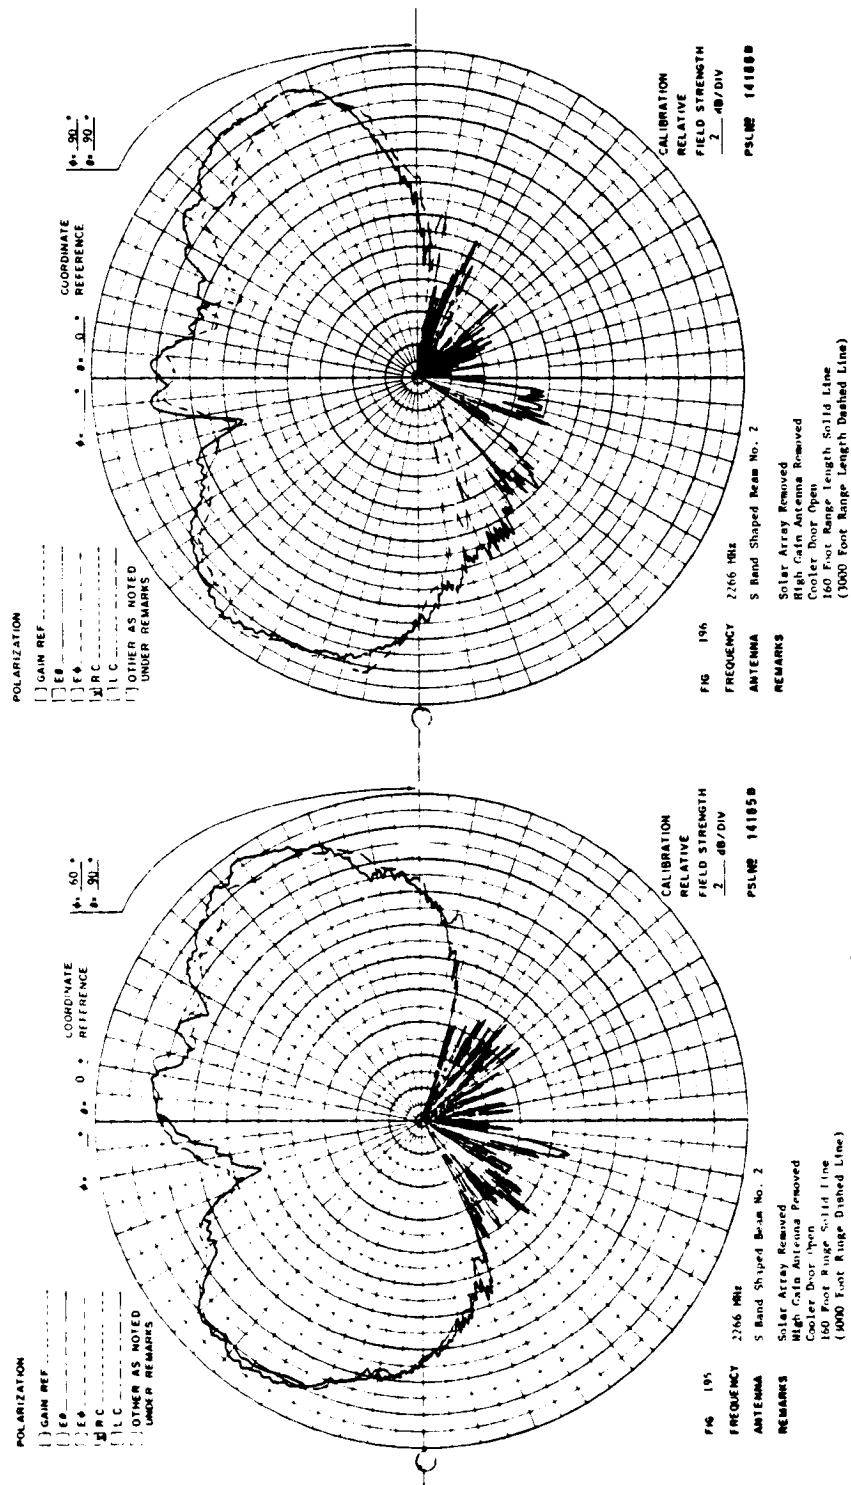 POLARIZATION
[ ] GAIN REF
[ ] Eθ
[ ] Eφ
[X] RC
[ ] LC
[ ] OTHER AS NOTED
UNDER REMARKS
φ= ° θ= 0 °
COORDINATE
REFERENCE
φ= 60 °
θ= 90 °
CALIBRATION
RELATIVE
FIELD STRENGTH
2 dB/DIV
PSL Nº 14185B
FIG 195
FREQUENCY 2266 MHz
ANTENNA S Band Shaped Beam No. 2
REMARKS Solar Array Removed
High Gain Antenna Removed
Cooler Door Open
160 Foot Range Solid Line
(3000 Foot Range Dashed Line)
POLARIZATION
[ ] GAIN REF
[ ] Eθ
[ ] Eφ
[X] RC
[ ] LC
[ ] OTHER AS NOTED
UNDER REMARKS
φ= ° θ= 0 °
COORDINATE
REFERENCE
φ= 90 °
θ= 90 °
CALIBRATION
RELATIVE
FIELD STRENGTH
2 dB/DIV
PSL Nº 14188B
FIG 196
FREQUENCY 2266 MHz
ANTENNA S Band Shaped Beam No. 2
REMARKS Solar Array Removed
High Gain Antenna Removed
Cooler Door Open
160 Foot Range Length Solid Line
(3000 Foot Range Length Dashed Line)